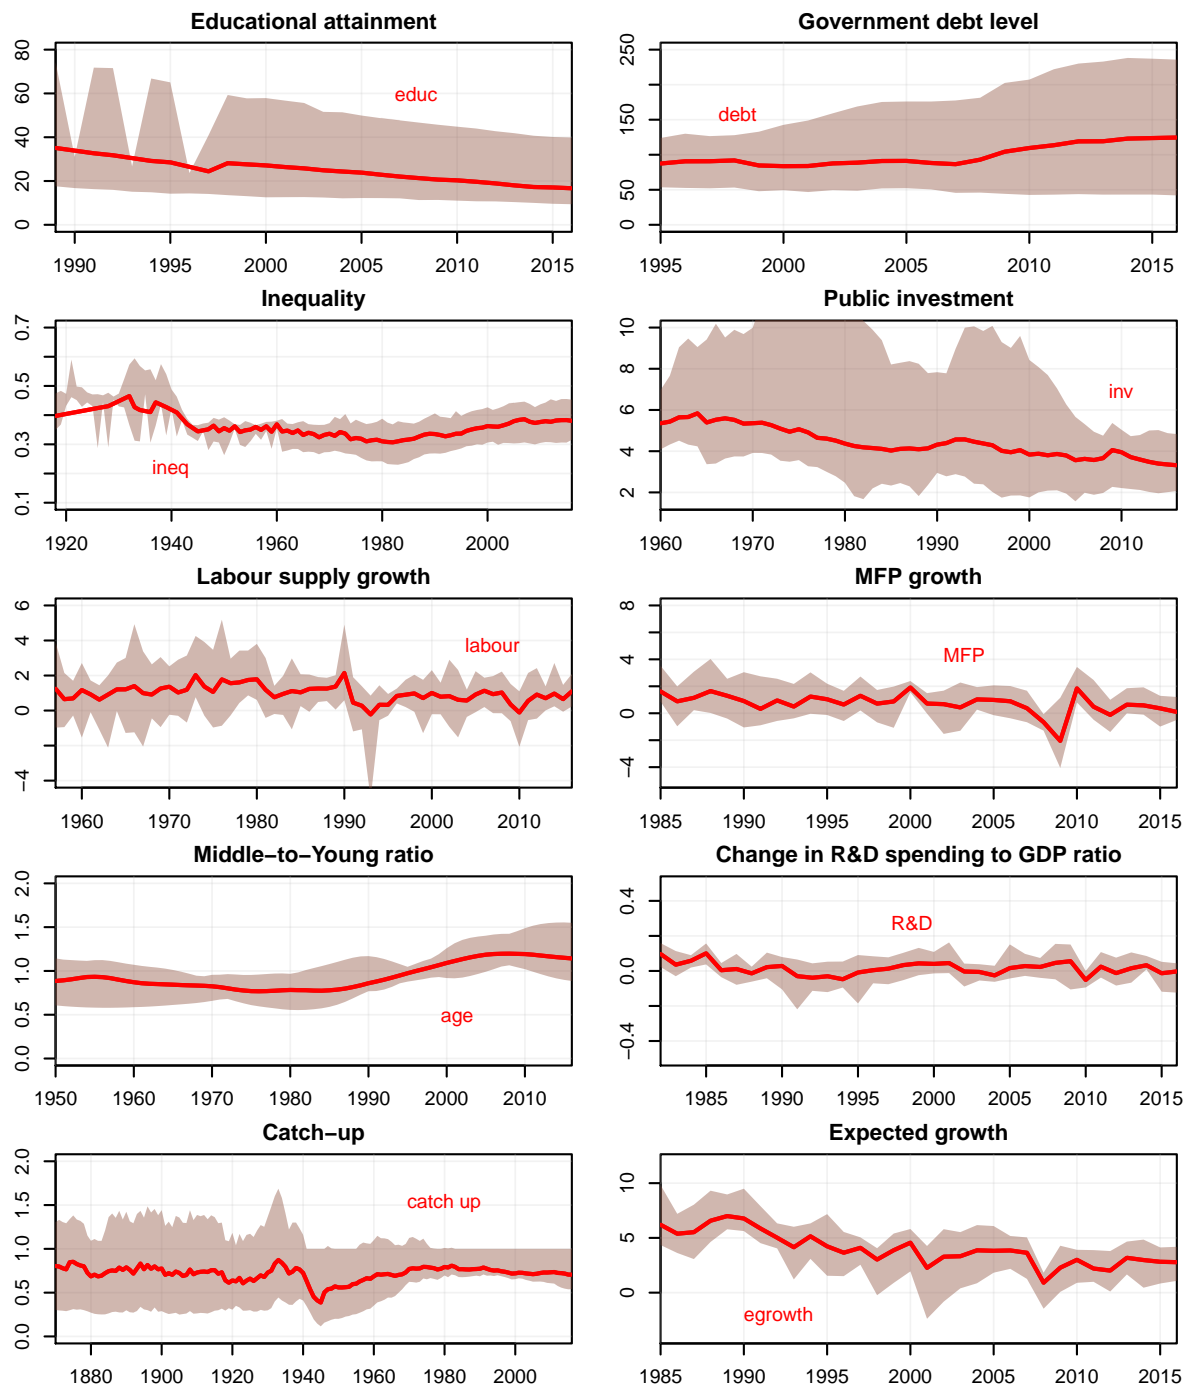 Educational attainment
80
60
40
20
0
educ
1990 1995 2000 2005 2010 2015
Government debt level
250
150
50
0
debt
1995 2000 2005 2010 2015
Inequality
0.7
0.5
0.3
0.1
ineq
1920 1940 1960 1980 2000
Public investment
10
8
6
4
2
inv
1960 1970 1980 1990 2000 2010
Labour supply growth
6
4
2
0
−4
labour
1960 1970 1980 1990 2000 2010
MFP growth
8
4
0
−4
MFP
1985 1990 1995 2000 2005 2010 2015
Middle−to−Young ratio
2.0
1.5
1.0
0.5
0.0
age
1950 1960 1970 1980 1990 2000 2010
Change in R&D spending to GDP ratio
0.4
0.0
−0.4
R&D
1985 1990 1995 2000 2005 2010 2015
Catch−up
2.0
1.5
1.0
0.5
0.0
catch up
1880 1900 1920 1940 1960 1980 2000
Expected growth
10
5
0
egrowth
1985 1990 1995 2000 2005 2010 2015